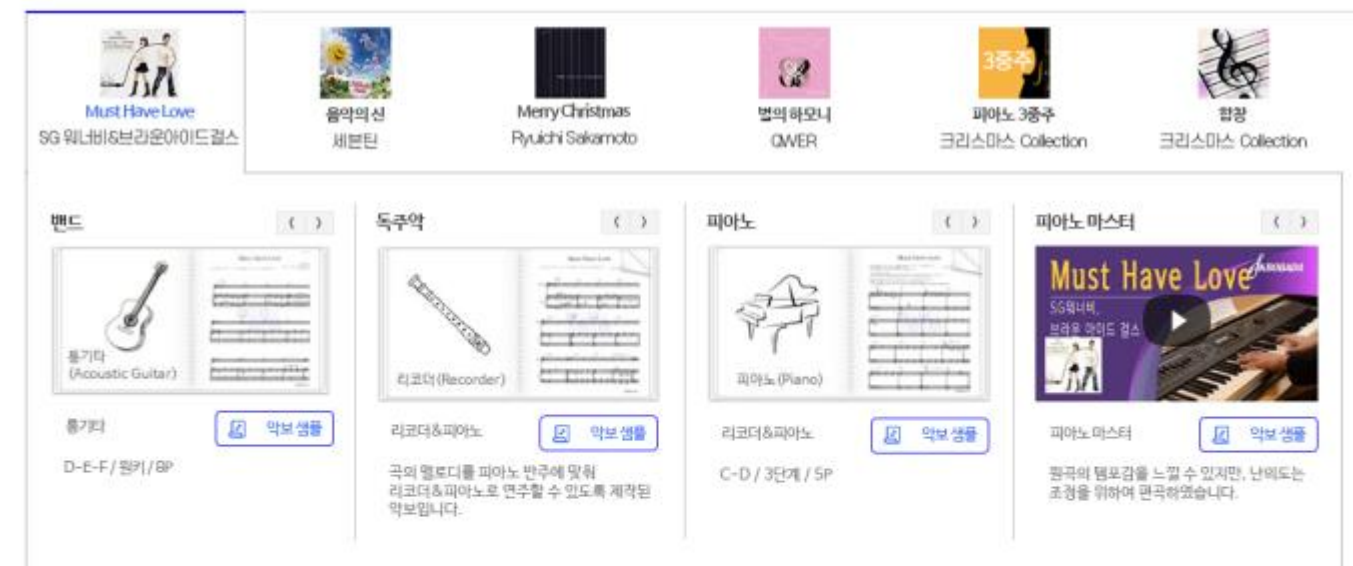 Must Have Love
SG 워너비&브라운아이드걸스
음악의 신
세븐틴
Merry Christmas
Ryuichi Sakamoto
별의 하모니
QWER
3중주
피아노 3중주
크리스마스 Collection
합창
크리스마스 Collection
밴드
통기타
(Acoustic Guitar)
통기타
악보 샘플
D-E-F / 원키 / 8P
독주악
리코더(Recorder)
리코더&피아노
악보 샘플
곡의 멜로디를 피아노 반주에 맞춰
리코더&피아노로 연주할 수 있도록 제작된
악보입니다.
피아노
피아노(Piano)
리코더&피아노
악보 샘플
C-D / 3단계 / 5P
피아노 마스터
Must Have Love
SG워너비,
브라운 아이드 걸스
피아노 마스터
악보 샘플
원곡의 템포감을 느낄 수 있지만, 난의도는
조정을 위하여 편곡하였습니다.